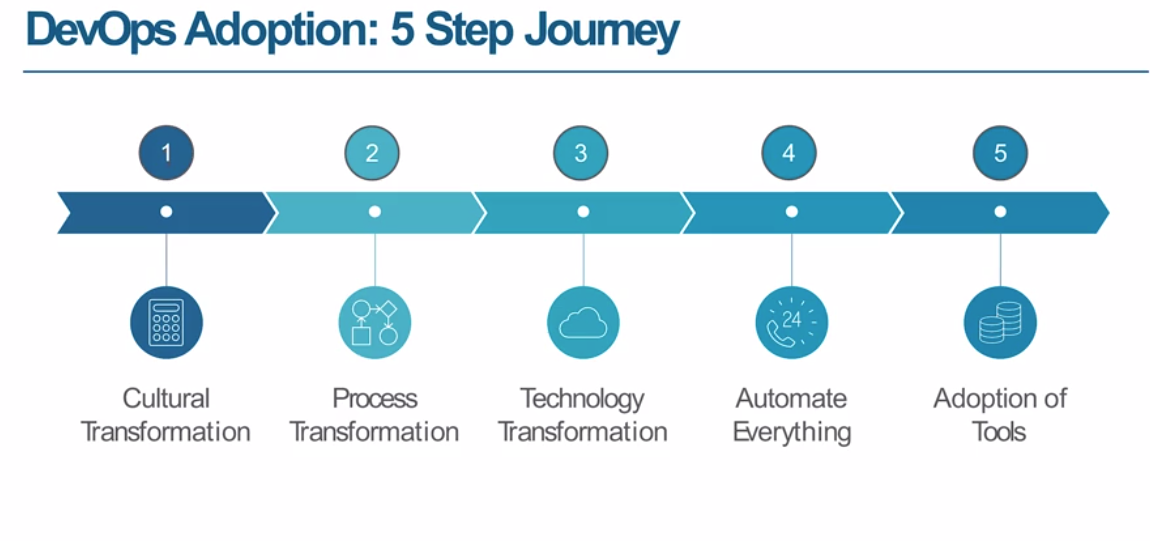 DevOps Adoption: 5 Step Journey
1
2
3
4
5
24
Cultural
Transformation
Process
Transformation
Technology
Transformation
Automate
Everything
Adoption of
Tools